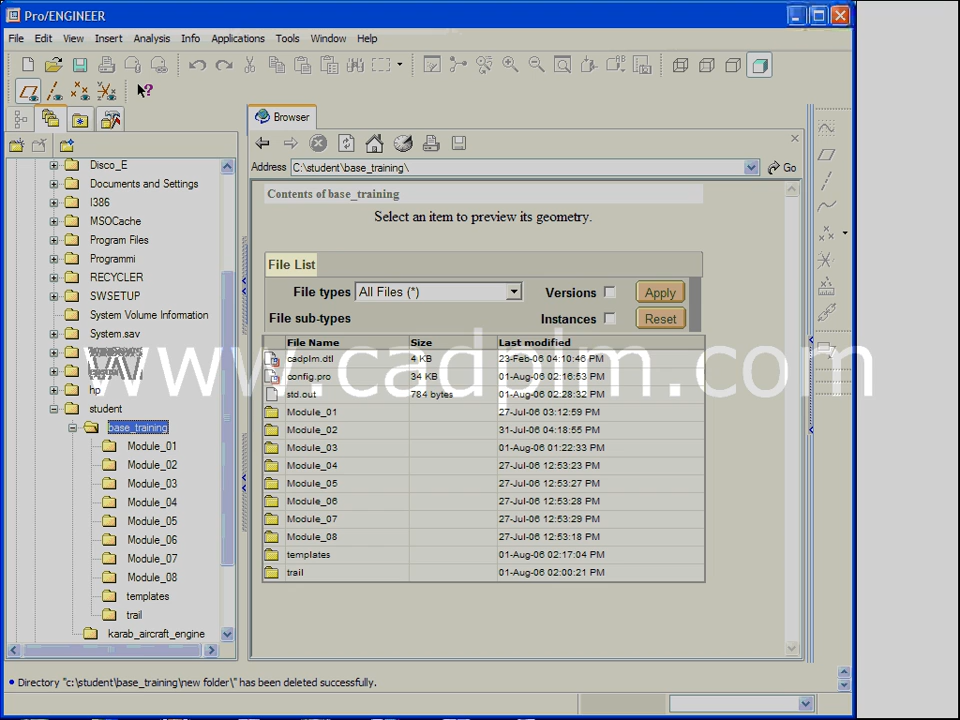 Pro/ENGINEER
File Edit View Insert Analysis Info Applications Tools Window Help
Browser
Address C:\student\base_training\ Go
Disco_E
Documents and Settings
I386
MSOCache
Program Files
Programmi
RECYCLER
SWSETUP
System Volume Information
System.sav
hp
student
base_training
Module_01
Module_02
Module_03
Module_04
Module_05
Module_06
Module_07
Module_08
templates
trail
karab_aircraft_engine
Contents of base_training
Select an item to preview its geometry.
File List
File types All Files (*) Versions Apply
File sub-types Instances Reset
File Name Size Last modified
cadplm.dtl 4 KB 23-Feb-06 04:10:46 PM
config.pro 34 KB 01-Aug-06 02:16:53 PM
std.out 784 bytes 01-Aug-06 02:28:32 PM
Module_01 27-Jul-06 03:12:59 PM
Module_02 31-Jul-06 04:18:55 PM
Module_03 01-Aug-06 01:22:33 PM
Module_04 27-Jul-06 12:53:23 PM
Module_05 27-Jul-06 12:53:27 PM
Module_06 27-Jul-06 12:53:28 PM
Module_07 27-Jul-06 12:53:29 PM
Module_08 27-Jul-06 12:53:18 PM
templates 01-Aug-06 02:17:04 PM
trail 01-Aug-06 02:00:21 PM
www.cadplm.com
Directory "c:\student\base_training\new folder\" has been deleted successfully.